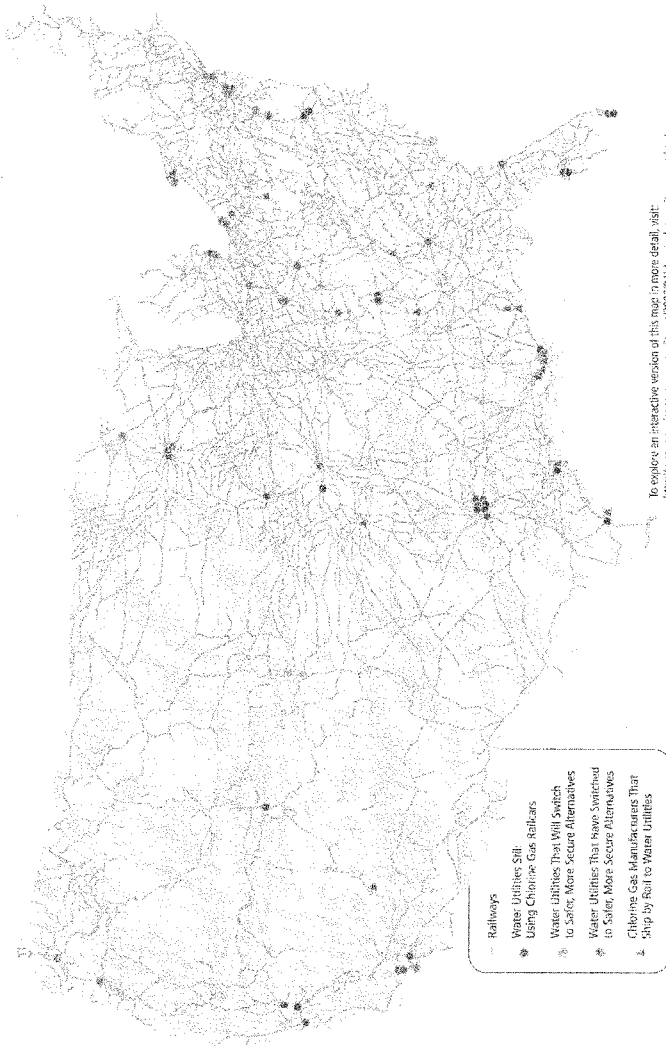 Railways
Water Utilities Still
Using Chlorine Gas Railcars
Water Utilities That Will Switch
to Safer, More Secure Alternatives
Water Utilities That Have Switched
to Safer, More Secure Alternatives
Chlorine Gas Manufacturers That
Ship by Rail to Water Utilities
To explore an interactive version of this map in more detail, visit: